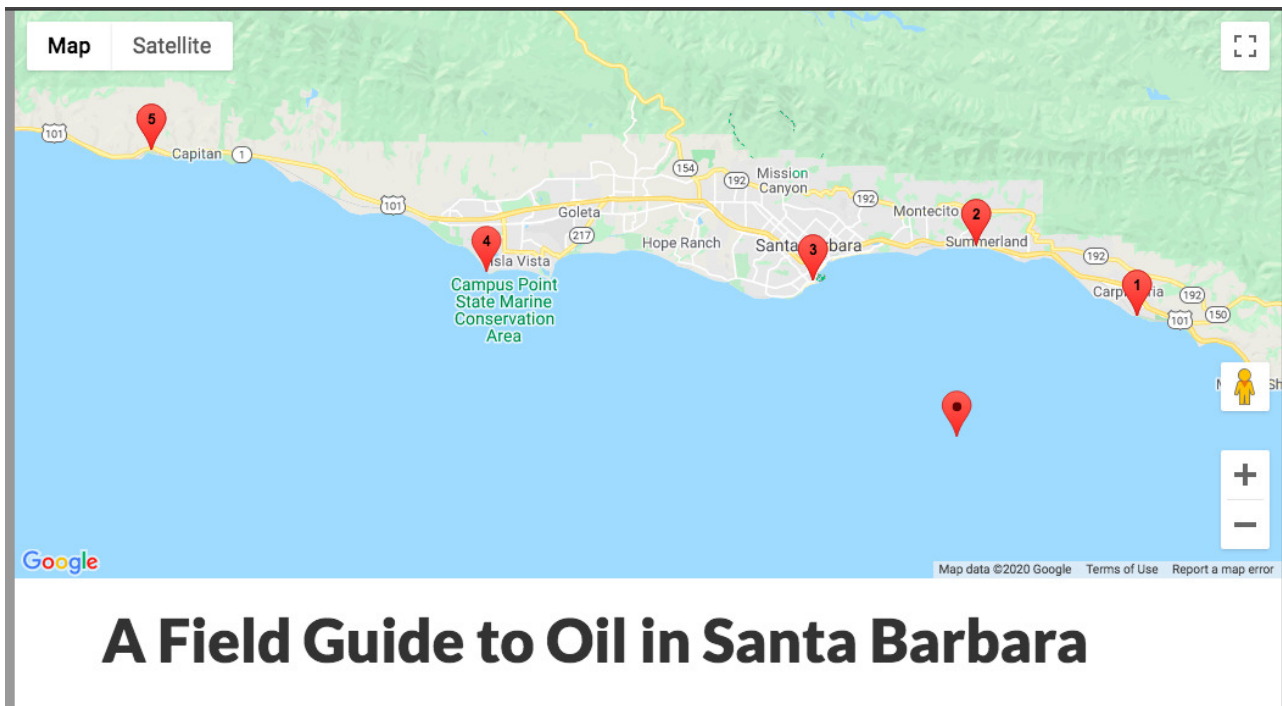 Map Satellite
5
101
Capitan 1
154
Mission
Canyon
192
192
101
Goleta
Montecito 2
217
Hope Ranch
Santa Barbara 3
Summerland
4
Isla Vista
192
Campus Point
State Marine
Conservation
Area
1
Carpinteria 192
101 150
Google
Map data ©2020 Google Terms of Use Report a map error
A Field Guide to Oil in Santa Barbara